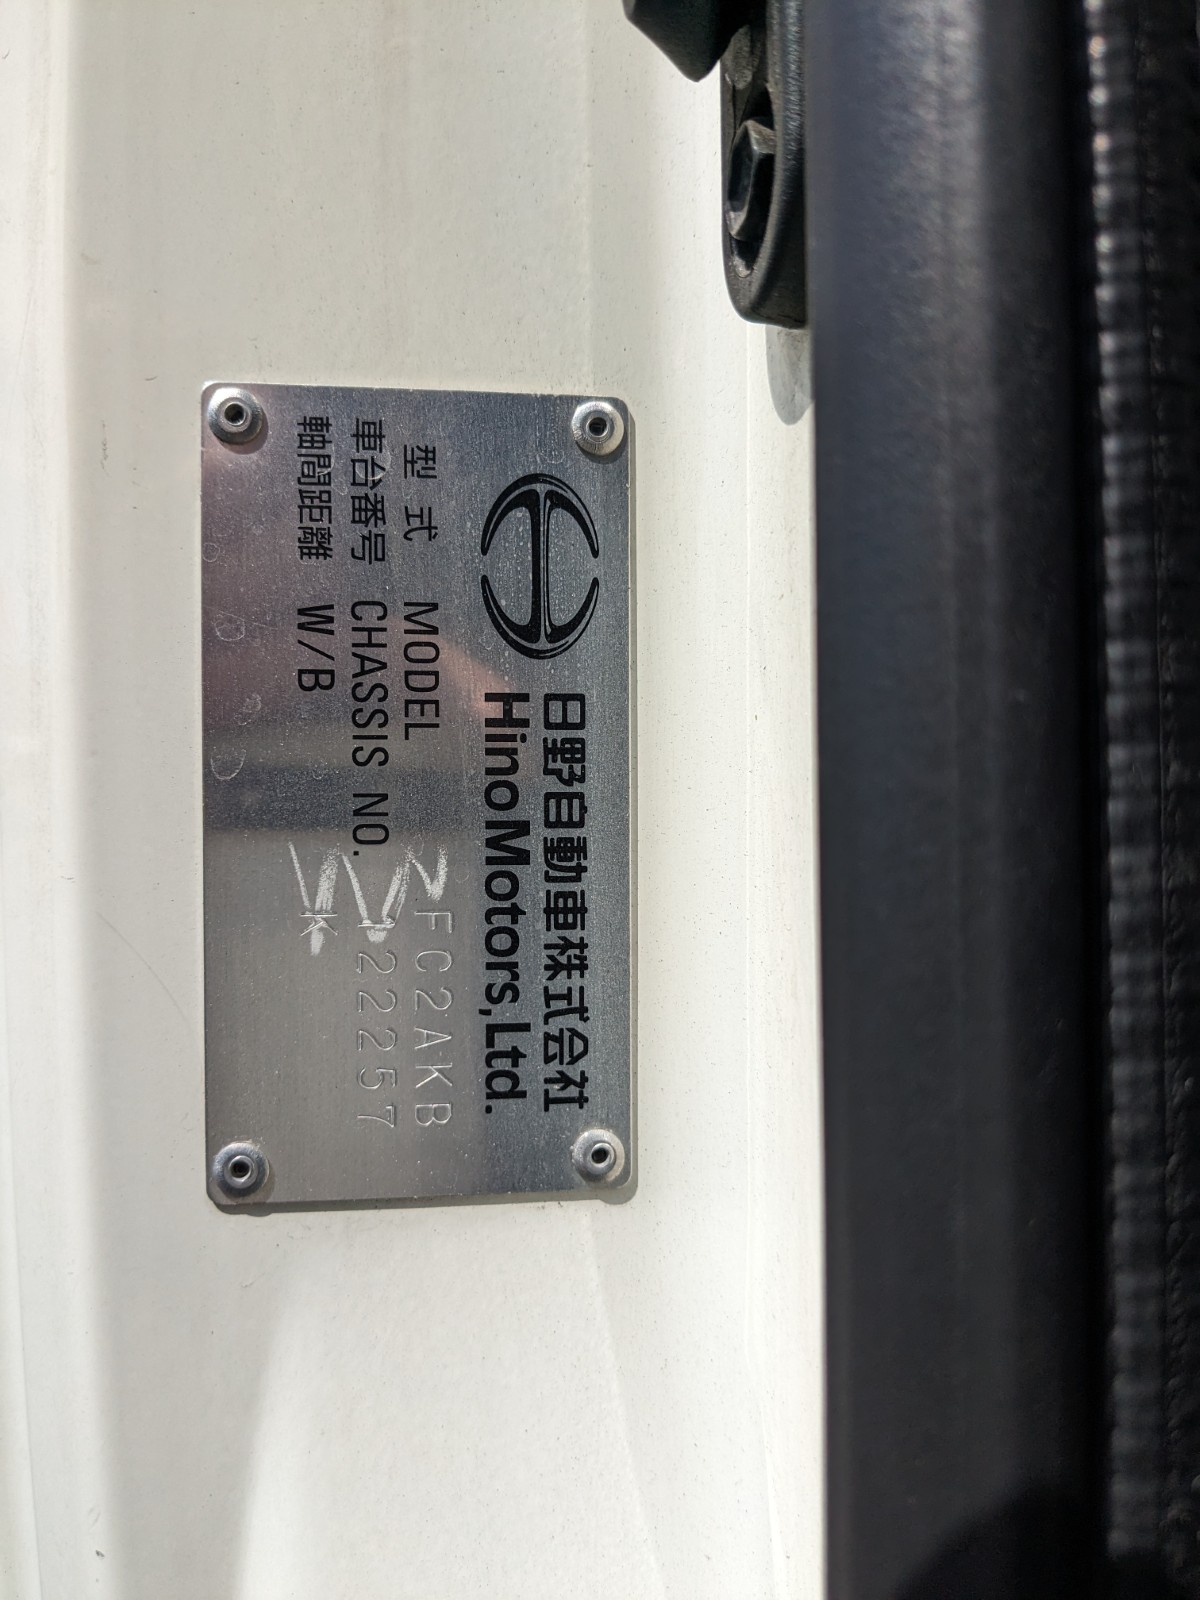 日野自動車株式会社
Hino Motors, Ltd.
型式 MODEL FC2AKB
車台番号 CHASSIS NO. 122257
軸間距離 W/B K